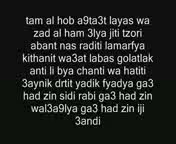 tam al hob a9ta3t layas wa
zad al ham 3lya jiti tzori
abant nas raditi lamarfya
kithanit wa3at labas golatlak
anti li bya chanti wa hatiti
3aynik drtit yadik fyadya ga3
had zin sidi rabi ga3 had zin
wal3a9lya ga3 had zin iji
3andi